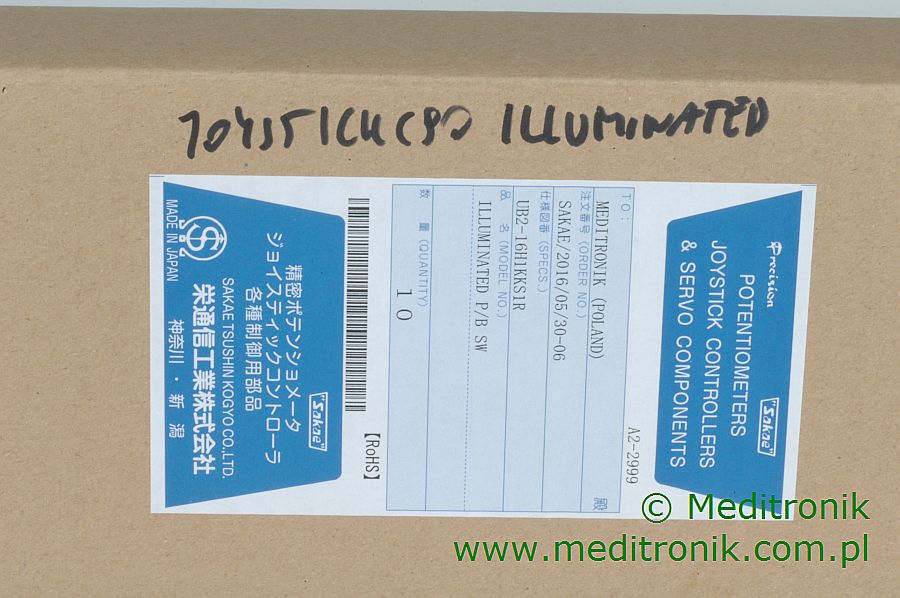 JOYSTICK C90 ILLUMINATED
Precision
POTENTIOMETERS
JOYSTICK CONTROLLERS
& SERVO COMPONENTS
"Sakae"
A2-2999
TO:
MEDITRONIK (POLAND)
殿
注文番号 (ORDER NO.)
SAKAE/2016/05/30-06
仕様図番 (SPECS.)
UB2-16H1KKS1R
品 名 (MODEL NO.)
ILLUMINATED P/B SW
数 量 (QUANTITY)
10
【RoHS】
"Sakae"
精密ポテンショメータ
ジョイスティックコントローラ
各種制御用部品
SAKAE TSUSHIN KOGYO CO.,LTD.
栄通信工業株式会社
神奈川・新潟
MADE IN JAPAN
© Meditronik
www.meditronik.com.pl